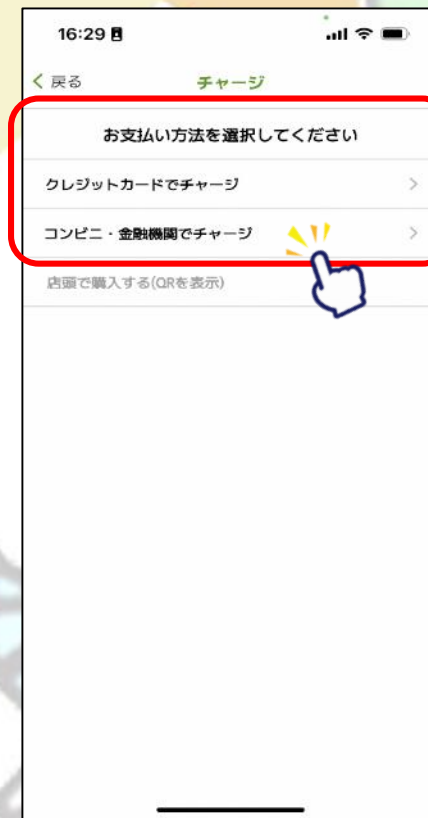 16:29
戻る
チャージ
お支払い方法を選択してください
クレジットカードでチャージ
コンビニ・金融機関でチャージ
店頭で購入する(QRを表示)